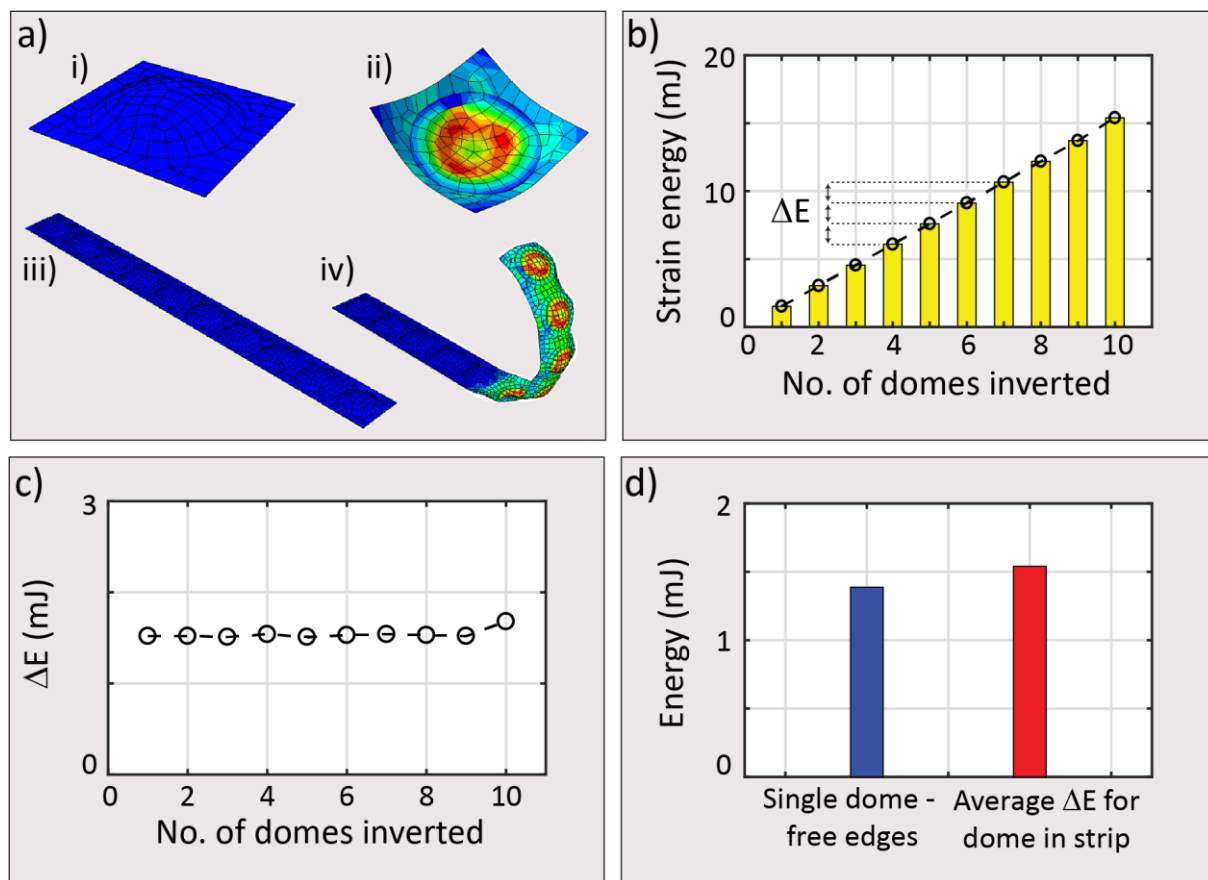 a)
i)
ii)
iii)
iv)
b)
Strain energy (mJ)
20
10
0
ΔE
0 2 4 6 8 10
No. of domes inverted
c)
ΔE (mJ)
3
0
0 2 4 6 8 10
No. of domes inverted
d)
Energy (mJ)
2
1
0
Single dome -
free edges
Average ΔE for
dome in strip